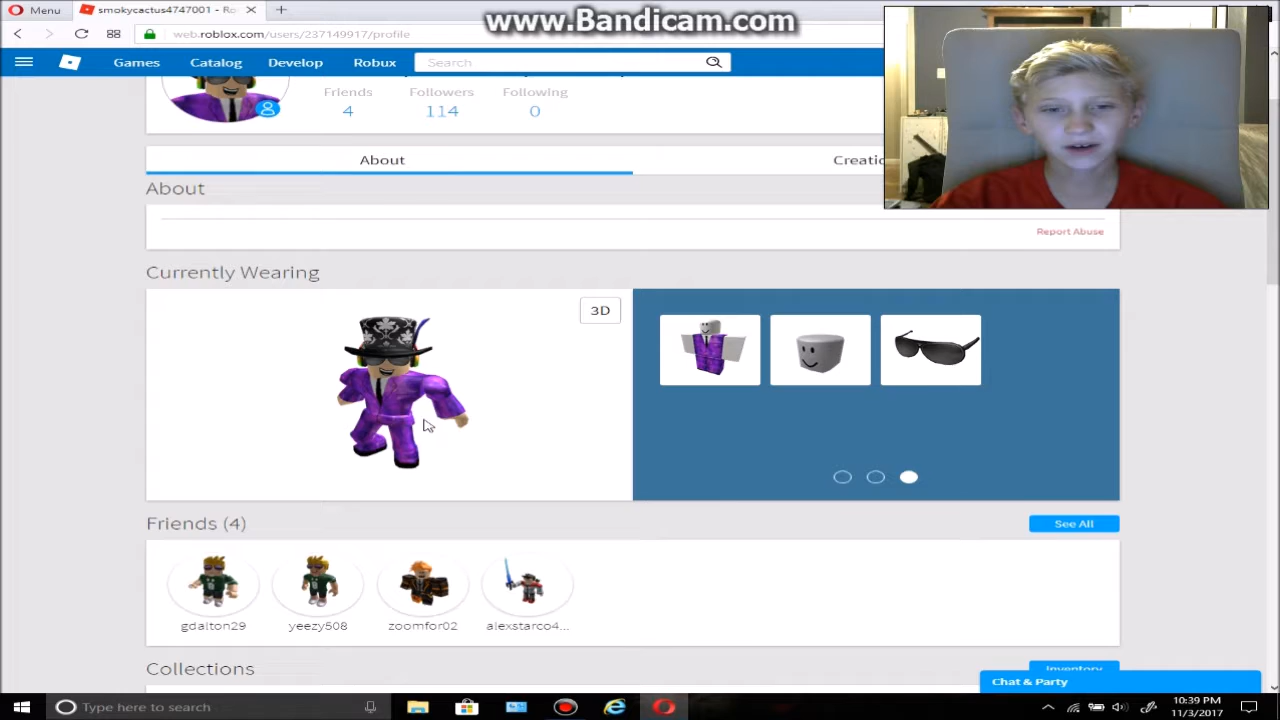 www.Bandicam.com
Menu
smokycactus4747001 - Ro
web.roblox.com/users/237149917/profile
Games
Catalog
Develop
Robux
Search
Friends
Followers
Following
4
114
0
About
Creatio
About
Report Abuse
Currently Wearing
3D
Friends (4)
See All
gdalton29
yeezy508
zoomfor02
alexstarco4...
Collections
Inventory
Chat & Party
Type here to search
10:39 PM
11/3/2017